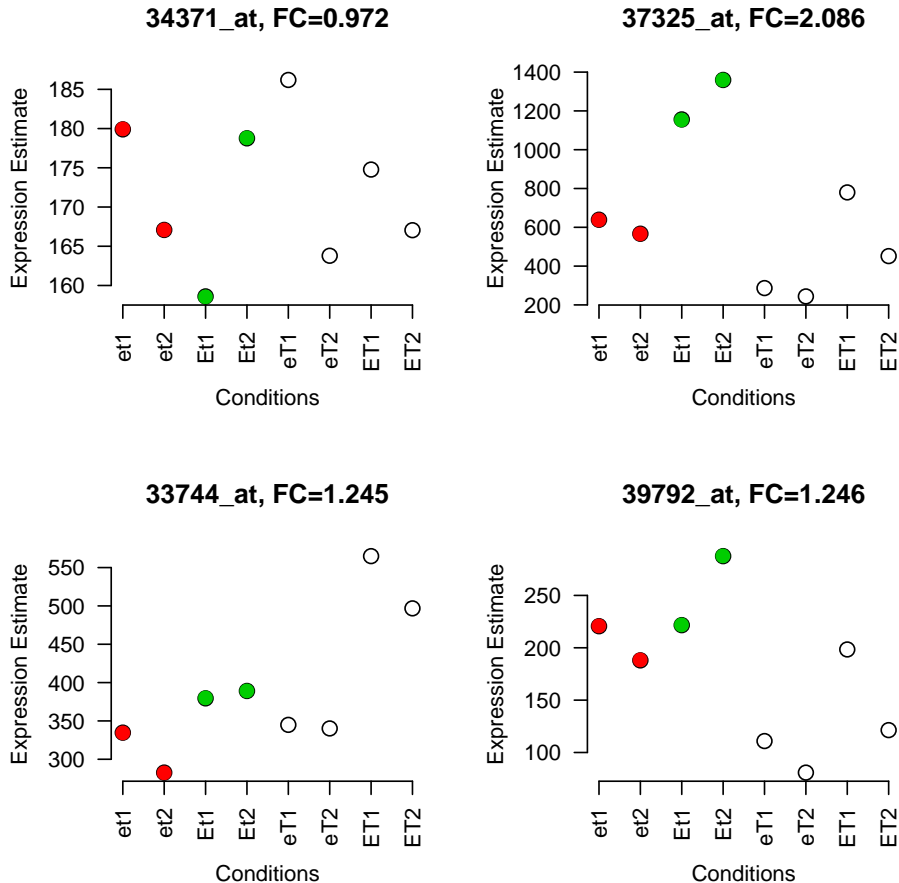 34371_at, FC=0.972
Expression Estimate
185
180
175
170
165
160
et1
et2
Et1
Et2
eT1
eT2
ET1
ET2
Conditions
37325_at, FC=2.086
Expression Estimate
1400
1200
1000
800
600
400
200
et1
et2
Et1
Et2
eT1
eT2
ET1
ET2
Conditions
33744_at, FC=1.245
Expression Estimate
550
500
450
400
350
300
et1
et2
Et1
Et2
eT1
eT2
ET1
ET2
Conditions
39792_at, FC=1.246
Expression Estimate
250
200
150
100
et1
et2
Et1
Et2
eT1
eT2
ET1
ET2
Conditions